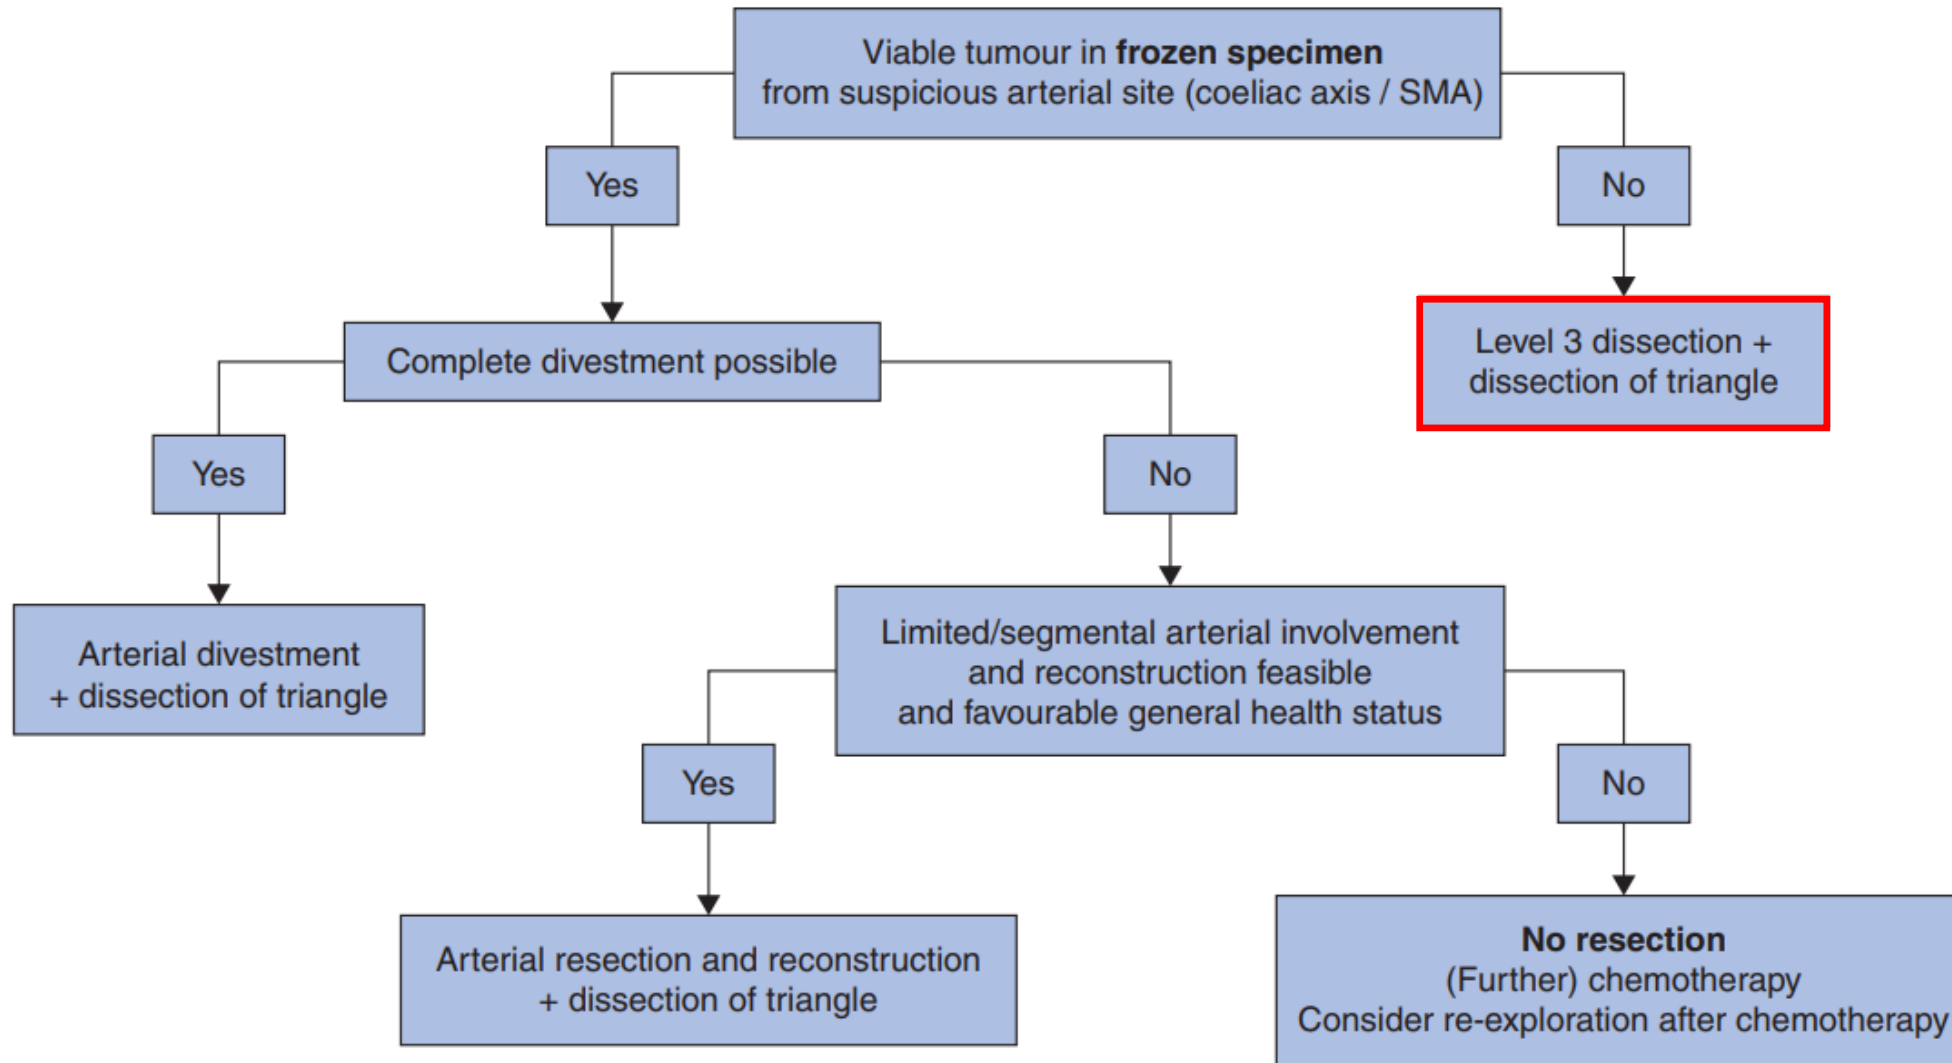 Viable tumour in frozen specimen
from suspicious arterial site (coeliac axis / SMA)
Yes
No
Level 3 dissection +
dissection of triangle
Complete divestment possible
Yes
No
Arterial divestment
+ dissection of triangle
Limited/segmental arterial involvement
and reconstruction feasible
and favourable general health status
Yes
No
Arterial resection and reconstruction
+ dissection of triangle
No resection
(Further) chemotherapy
Consider re-exploration after chemotherapy